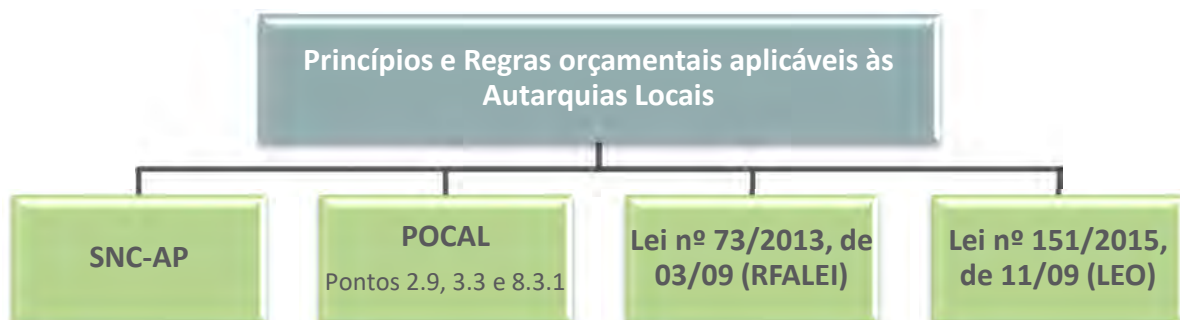 Princípios e Regras orçamentais aplicáveis às
Autarquias Locais
SNC-AP
POCAL
Pontos 2.9, 3.3 e 8.3.1
Lei nº 73/2013, de
03/09 (RFALEI)
Lei nº 151/2015,
de 11/09 (LEO)